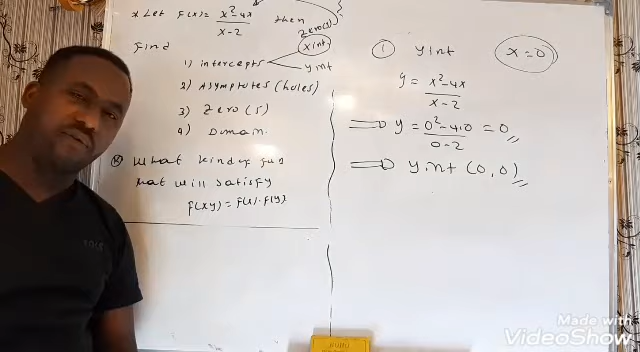 * Let f(x) = x²-4x / x-2 then
zero(s)
Find
1) intercepts
x int
y int
2) Asymptotes (holes)
3) Zero(s)
4) Domain.
What kind of fun
that will satisfy
f(xy) = f(x) · f(y)
① y int
x = 0
y = x²-4x / x-2
⇒ y = 0²-4.0 / 0-2 = 0,,
⇒ y.int (0, 0),,
Made with
VideoShow